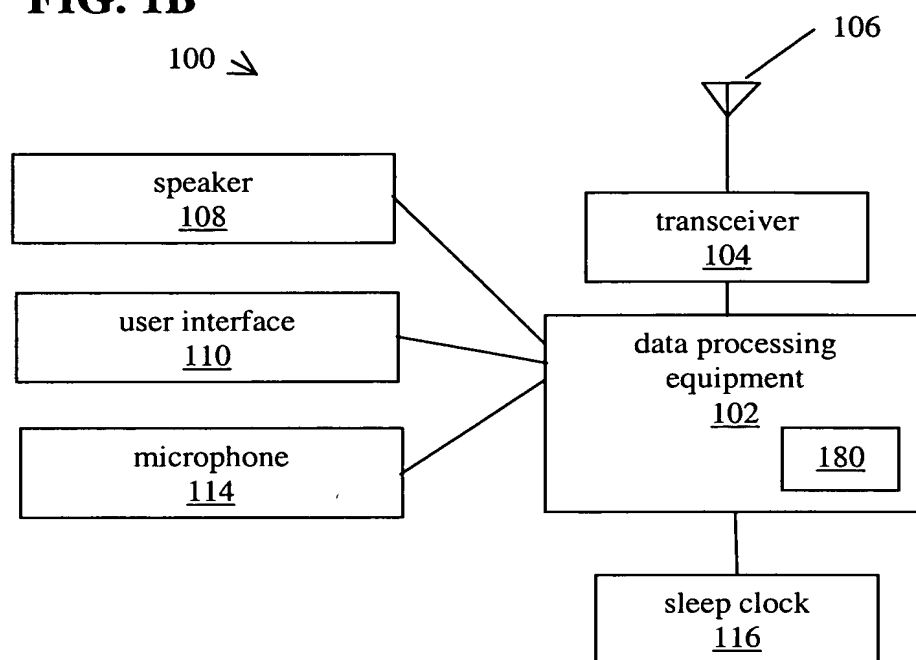 FIG. 1B
106
100
speaker
108
transceiver
104
user interface
110
data processing
equipment
102
180
microphone
114
sleep clock
116